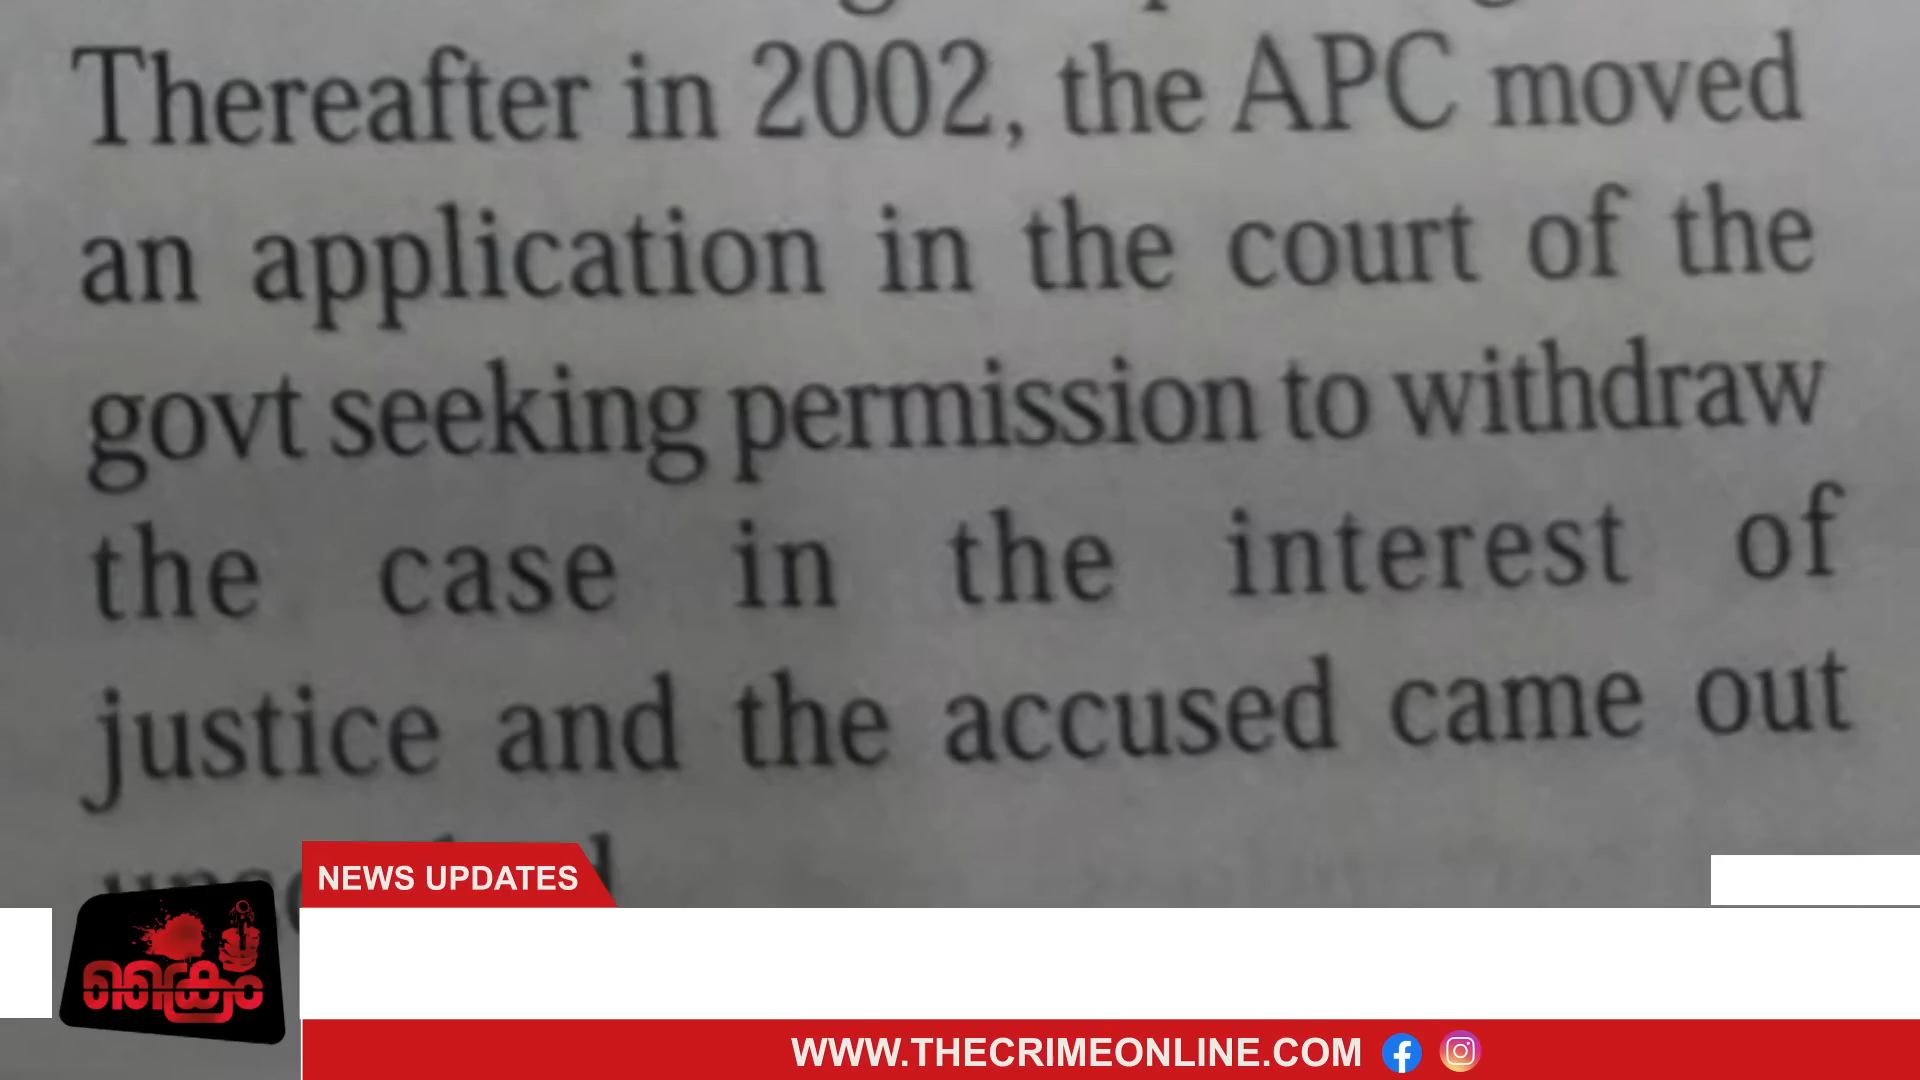 Thereafter in 2002, the APC moved
an application in the court of the
govt seeking permission to withdraw
the case in the interest of
justice and the accused came out
NEWS UPDATES
ക്രൈം
WWW.THECRIMEONLINE.COM